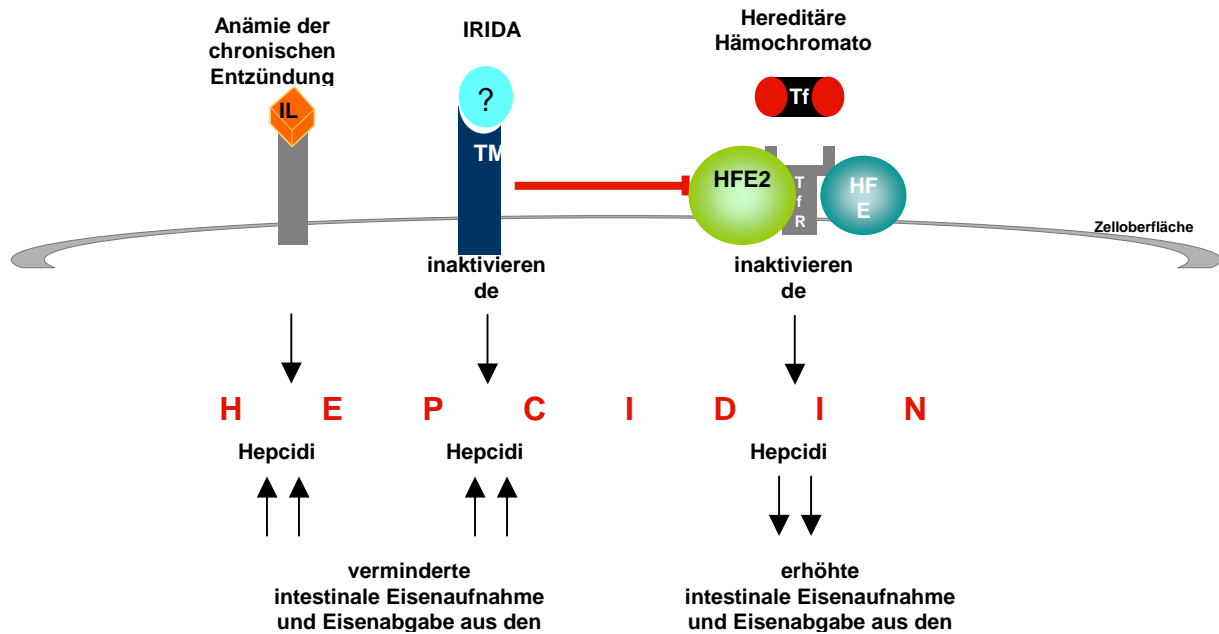 Anämie der
chronischen
Entzündung
IRIDA
Hereditäre
Hämochromato
IL
?
Tf
TM
HFE2
T
f
R
HF
E
Zelloberfläche
inaktivieren
de
inaktivieren
de
H E P C I D I N
Hepcidi
Hepcidi
Hepcidi
verminderte
intestinale Eisenaufnahme
und Eisenabgabe aus den
erhöhte
intestinale Eisenaufnahme
und Eisenabgabe aus den